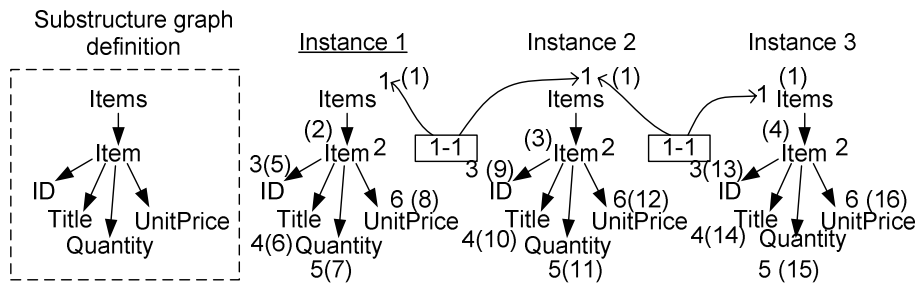 Substructure graph
definition
Items
Item
ID
Title
UnitPrice
Quantity
Instance 1
1 (1)
Items
(2)
Item 2
3(5)
ID
6 (8)
Title
UnitPrice
4(6)
Quantity
5(7)
1-1
Instance 2
1 (1)
Items
(3)
Item 2
3 (9)
ID
6(12)
Title
UnitPrice
4(10)
Quantity
5(11)
1-1
Instance 3
(1)
1 Items
(4)
Item 2
3(13)
ID
6 (16)
Title
UnitPrice
4(14)
Quantity
5 (15)